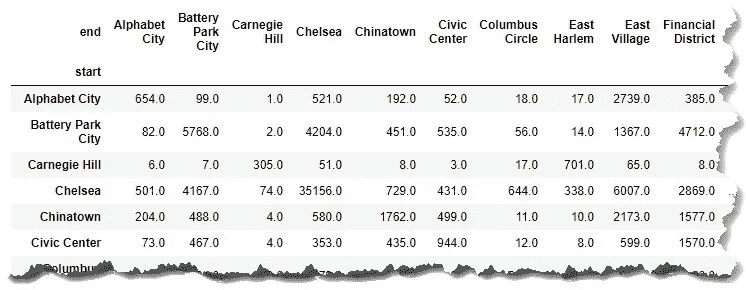 end Alphabet City Battery Park City Carnegie Hill Chelsea Chinatown Civic Center Columbus Circle East Harlem East Village Financial District
start
Alphabet City 654.0 99.0 1.0 521.0 192.0 52.0 18.0 17.0 2739.0 385.0
Battery Park City 82.0 5768.0 2.0 4204.0 451.0 535.0 56.0 14.0 1367.0 4712.0
Carnegie Hill 6.0 7.0 305.0 51.0 8.0 3.0 17.0 701.0 65.0 8.0
Chelsea 501.0 4167.0 74.0 35156.0 729.0 431.0 644.0 338.0 6007.0 2869.0
Chinatown 204.0 488.0 4.0 580.0 1762.0 499.0 11.0 10.0 2173.0 1577.0
Civic Center 73.0 467.0 4.0 353.0 435.0 944.0 12.0 8.0 599.0 1570.0